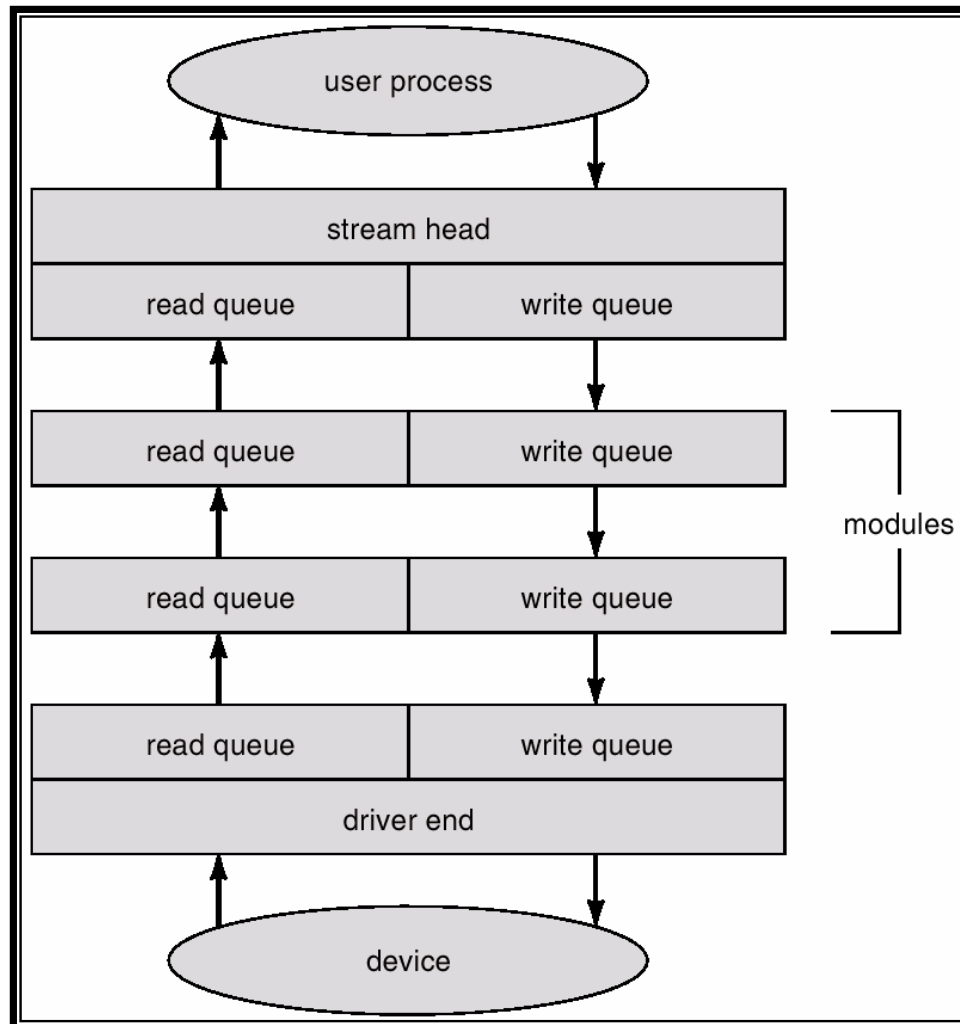 user process
stream head
read queue
write queue
read queue
write queue
modules
read queue
write queue
read queue
write queue
driver end
device